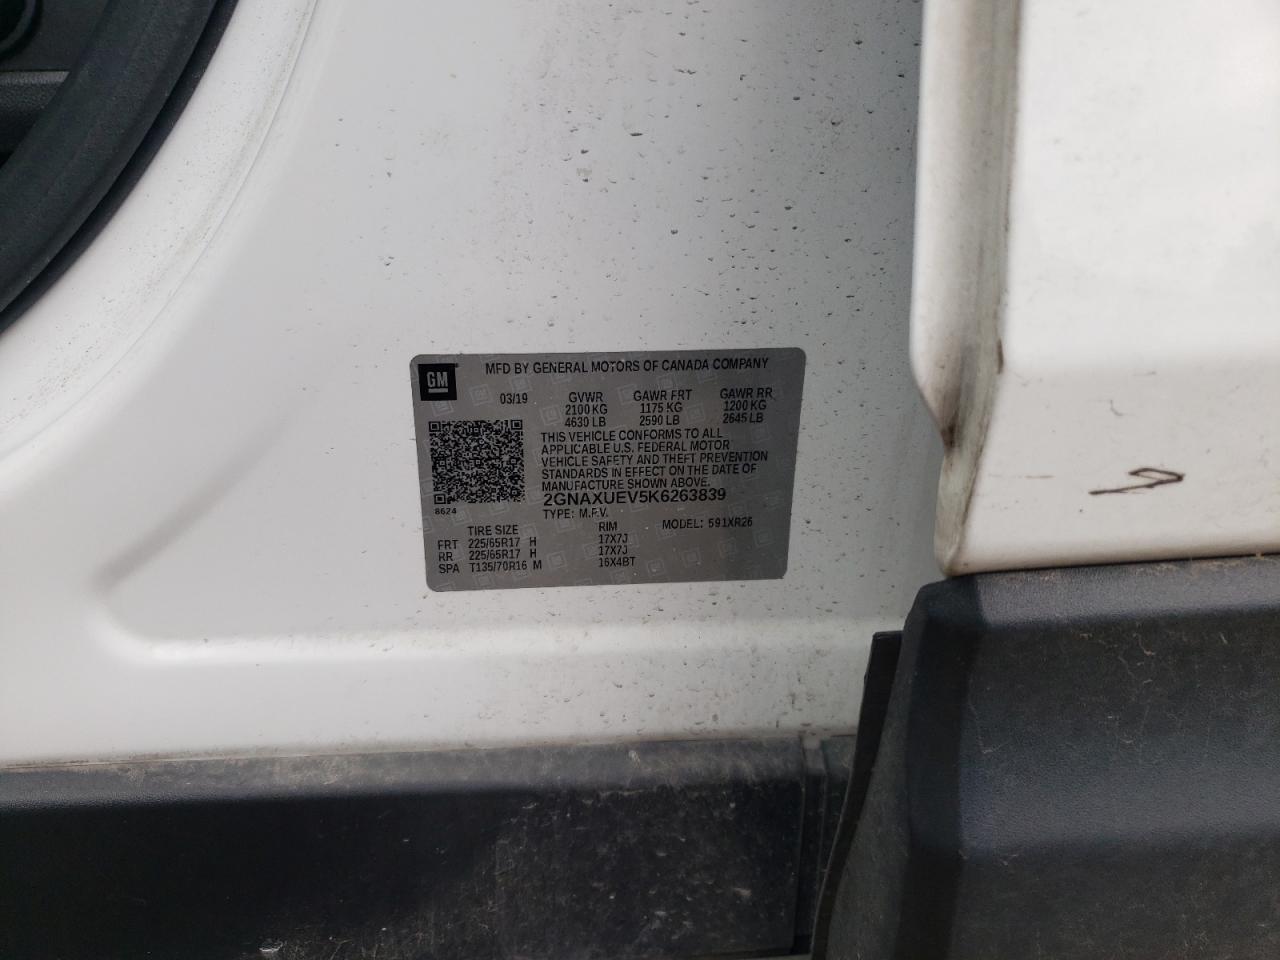 GM
MFD BY GENERAL MOTORS OF CANADA COMPANY
03/19 GVWR GAWR FRT GAWR RR
2100 KG 1175 KG 1200 KG
4630 LB 2590 LB 2645 LB
THIS VEHICLE CONFORMS TO ALL
APPLICABLE U.S. FEDERAL MOTOR
VEHICLE SAFETY AND THEFT PREVENTION
STANDARDS IN EFFECT ON THE DATE OF
MANUFACTURE SHOWN ABOVE.
2GNAXUEV5K6263839
8624
TYPE: M.P.V. MODEL: 591XR26
TIRE SIZE RIM
FRT 225/65R17 H 17X7J
RR 225/65R17 H 17X7J
SPA T135/70R16 M 16X4BT